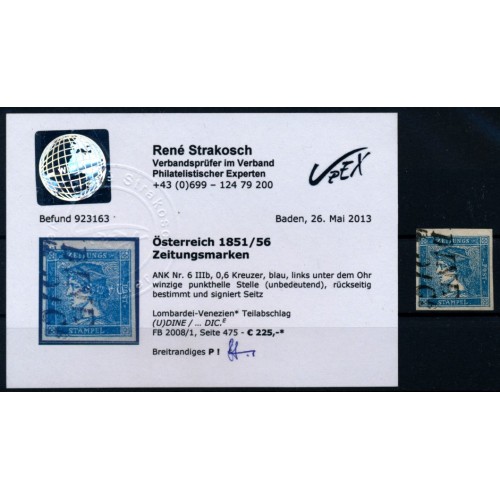 René Strakosch
Verbandsprüfer im Verband
Philatelistischer Experten
+43 (0)699 – 124 79 200
VÖPEX
Befund 923163
Baden, 26. Mai 2013
Österreich 1851/56
Zeitungsmarken
ANK Nr. 6 IIIb, 0,6 Kreuzer, blau, links unter dem Ohr
winzige punkthelle Stelle (unbedeutend), rückseitig
bestimmt und signiert Seitz
Lombardei-Venezien* Teilabschlag
(U)DINE / ... DIC.E
FB 2008/1, Seite 475 - € 225,-*
Breitrandiges P !
ZEITUNGS
STAMPEL
ZEITUNGS
STAMPEL